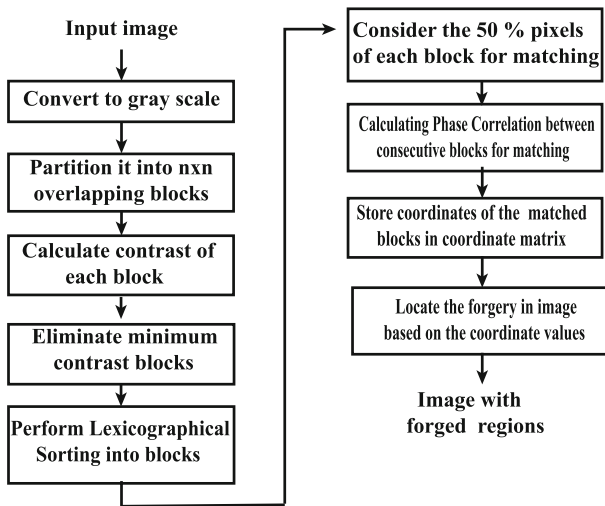 Input image
Convert to gray scale
Partition it into nxn
overlapping blocks
Calculate contrast of
each block
Eliminate minimum
contrast blocks
Perform Lexicographical
Sorting into blocks
Consider the 50 % pixels
of each block for matching
Calculating Phase Correlation between
consecutive blocks for matching
Store coordinates of the matched
blocks in coordinate matrix
Locate the forgery in image
based on the coordinate values
Image with
forged regions